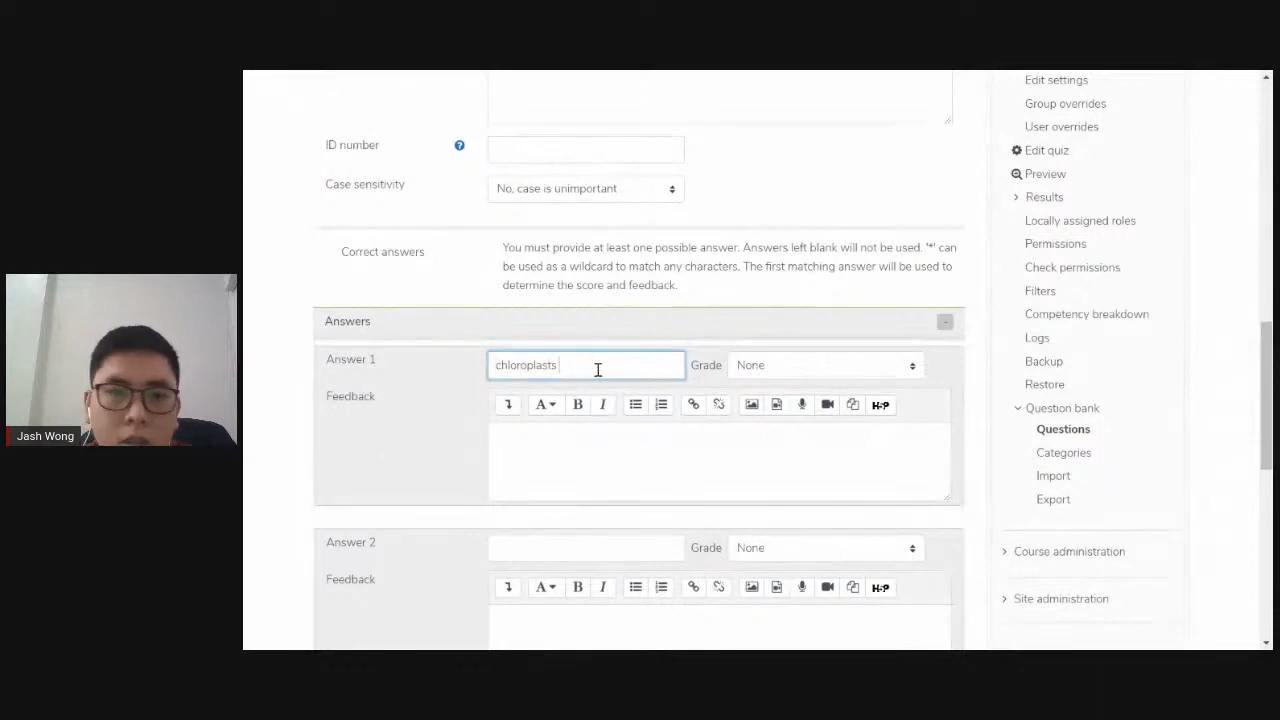 Edit settings
Group overrides
User overrides
ID number
Edit quiz
Preview
Case sensitivity
No, case is unimportant
Results
Locally assigned roles
Correct answers
You must provide at least one possible answer. Answers left blank will not be used. '*' can
be used as a wildcard to match any characters. The first matching answer will be used to
determine the score and feedback.
Permissions
Check permissions
Filters
Competency breakdown
Answers
Logs
Answer 1
chloroplasts
Grade
None
Backup
Restore
Feedback
A
B
I
H-P
Question bank
Questions
Jash Wong
Categories
Import
Export
Answer 2
Grade
None
Course administration
Feedback
A
B
I
H-P
Site administration